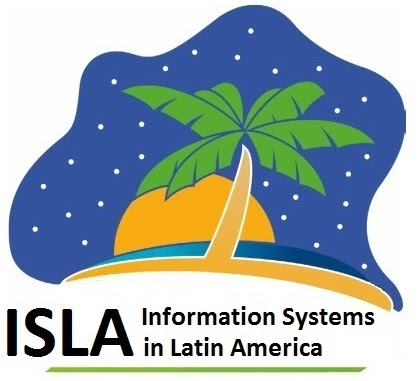 ISLA
Information Systems
in Latin America